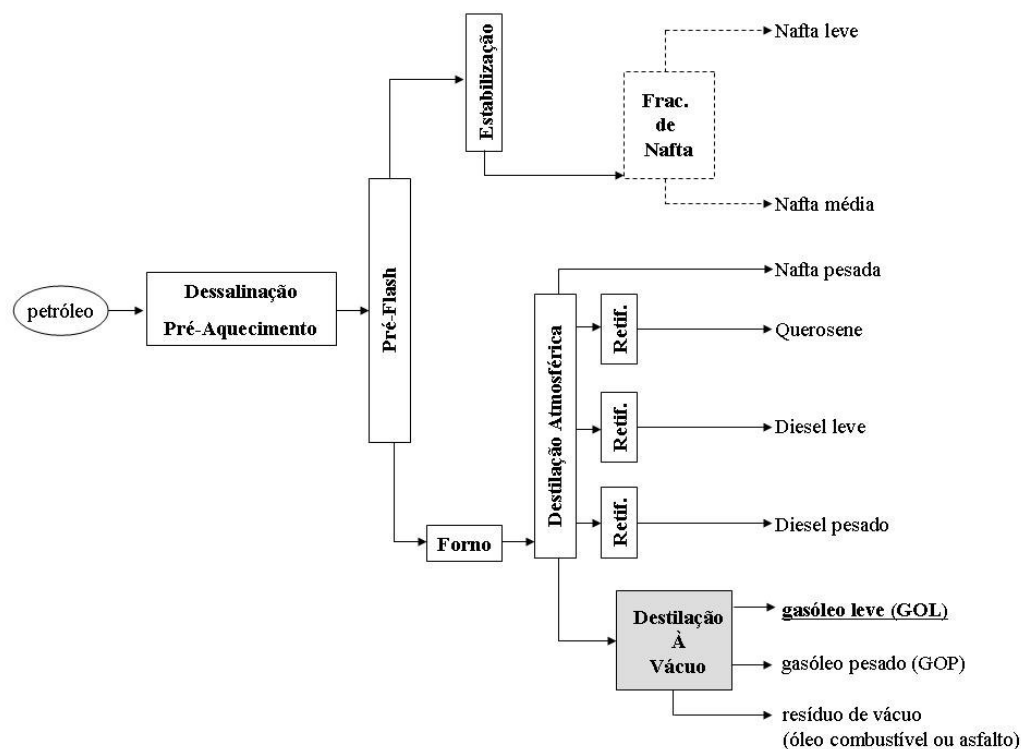 Nafta leve
Estabilização
Frac.
de
Nafta
Nafta média
Nafta pesada
petróleo
Dessalinação
Pré-Aquecimento
Pré-Flash
Destilação Atmosférica
Retif.
Querosene
Retif.
Diesel leve
Retif.
Diesel pesado
Forno
Destilação
À
Vácuo
gasóleo leve (GOL)
gasóleo pesado (GOP)
resíduo de vácuo
(óleo combustível ou asfalto)